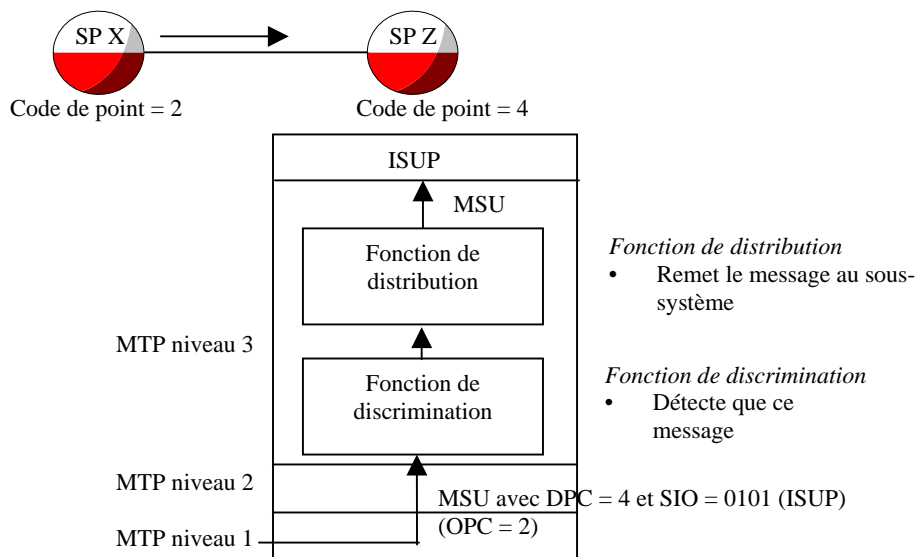 SP X
SP Z
Code de point = 2
Code de point = 4
ISUP
MSU
Fonction de
distribution
Fonction de distribution
• Remet le message au sous-
système
MTP niveau 3
Fonction de
discrimination
Fonction de discrimination
• Détecte que ce
message
MTP niveau 2
MSU avec DPC = 4 et SIO = 0101 (ISUP)
(OPC = 2)
MTP niveau 1